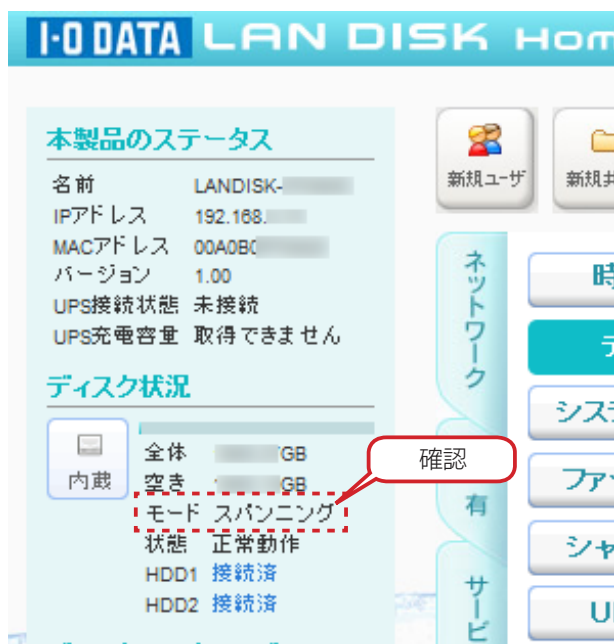 I-O DATA LAN DISK Hom
本製品のステータス
名前 LANDISK-
IPアドレス 192.168.
MACアドレス 00A0B0
バージョン 1.00
UPS接続状態 未接続
UPS充電容量 取得できません
ディスク状況
内蔵
全体 GB
空き GB
モード スパンニング
状態 正常動作
HDD1 接続済
HDD2 接続済
確認
新規ユーザ
新規共
ネットワーク
有
サービ
時
デ
システ
ファ
シャ
U